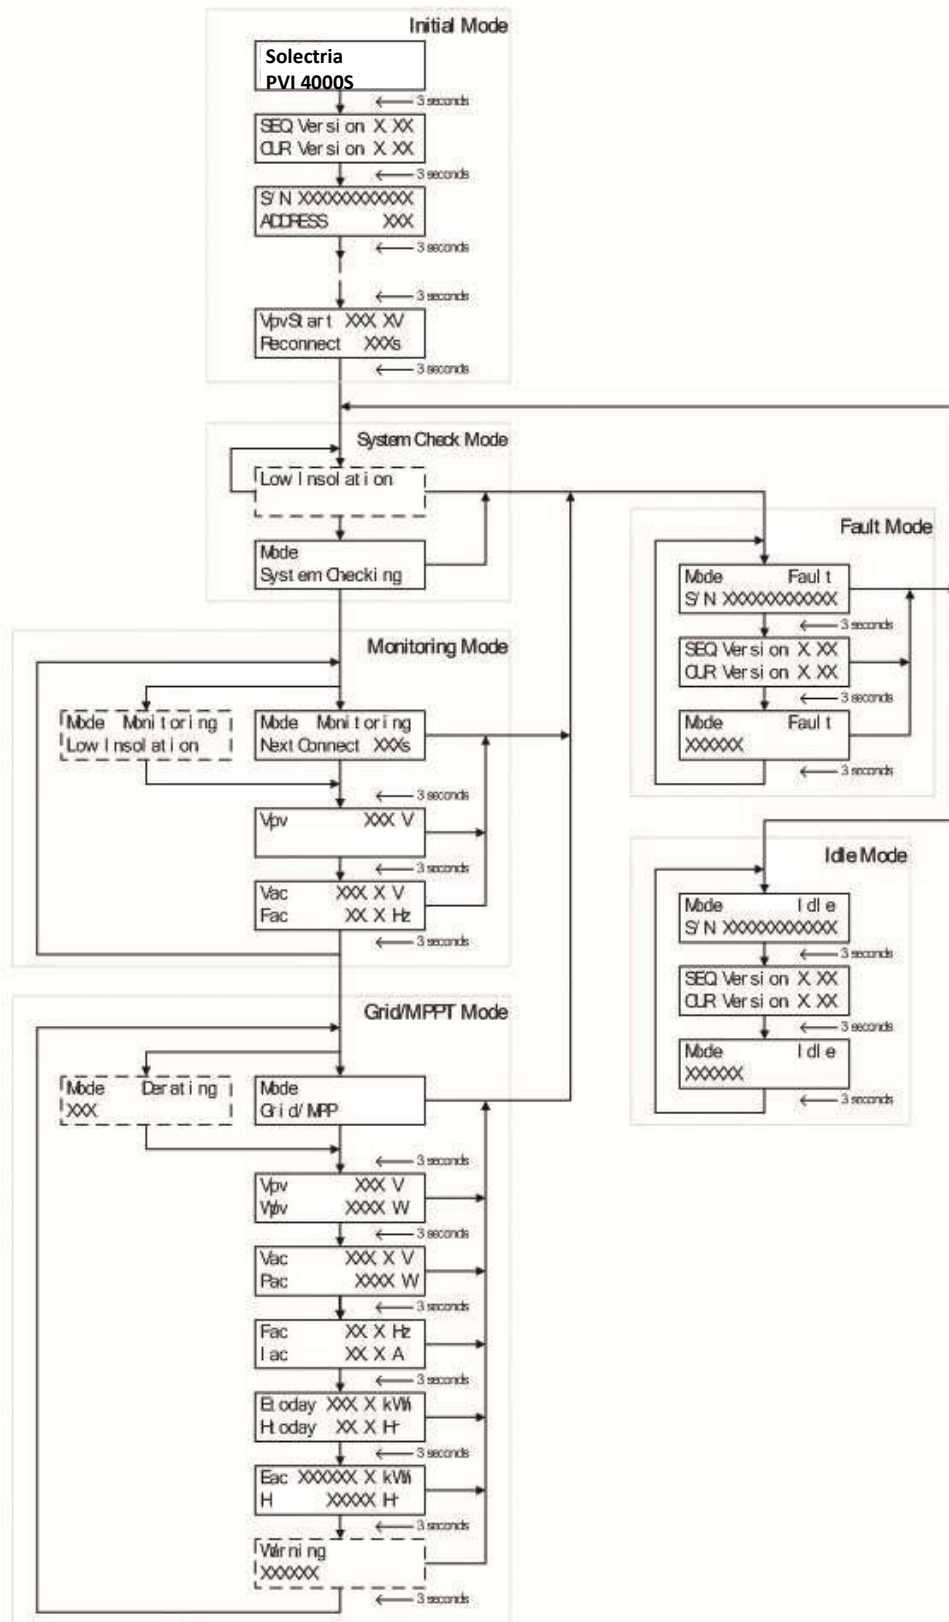 Initial Mode
Solectria
PVI 4000S
3 seconds
SEQ Version X.XX
CUR Version X.XX
3 seconds
S/N XXXXXXXXXXXX
ADDRESS XXX
3 seconds
3 seconds
VpvStart XXX.XV
Reconnect XXXs
3 seconds
System Check Mode
Low Insolation
Mode
System Checking
Monitoring Mode
Mode Monitoring
Low Insolation
Mode Monitoring
Next Connect XXXs
3 seconds
Vpv XXX V
3 seconds
Vac XXX.X V
Fac XX.X Hz
3 seconds
Grid/MPPT Mode
Mode Derating
XXX
Mode
Grid/MPP
3 seconds
Vpv XXX V
Wpv XXXX W
3 seconds
Vac XXX.X V
Pac XXXX W
3 seconds
Fac XX.X Hz
Iac XX.X A
3 seconds
Etoday XXX.X kWh
Htoday XX.X Hr
3 seconds
Eac XXXXXX.X kWh
H XXXXX Hr
3 seconds
Warning
XXXXXX
3 seconds
Fault Mode
Mode Fault
S/N XXXXXXXXXXXX
3 seconds
SEQ Version X.XX
CUR Version X.XX
3 seconds
Mode Fault
XXXXXX
3 seconds
Idle Mode
Mode Idle
S/N XXXXXXXXXXXX
3 seconds
SEQ Version X.XX
CUR Version X.XX
3 seconds
Mode Idle
XXXXXX
3 seconds